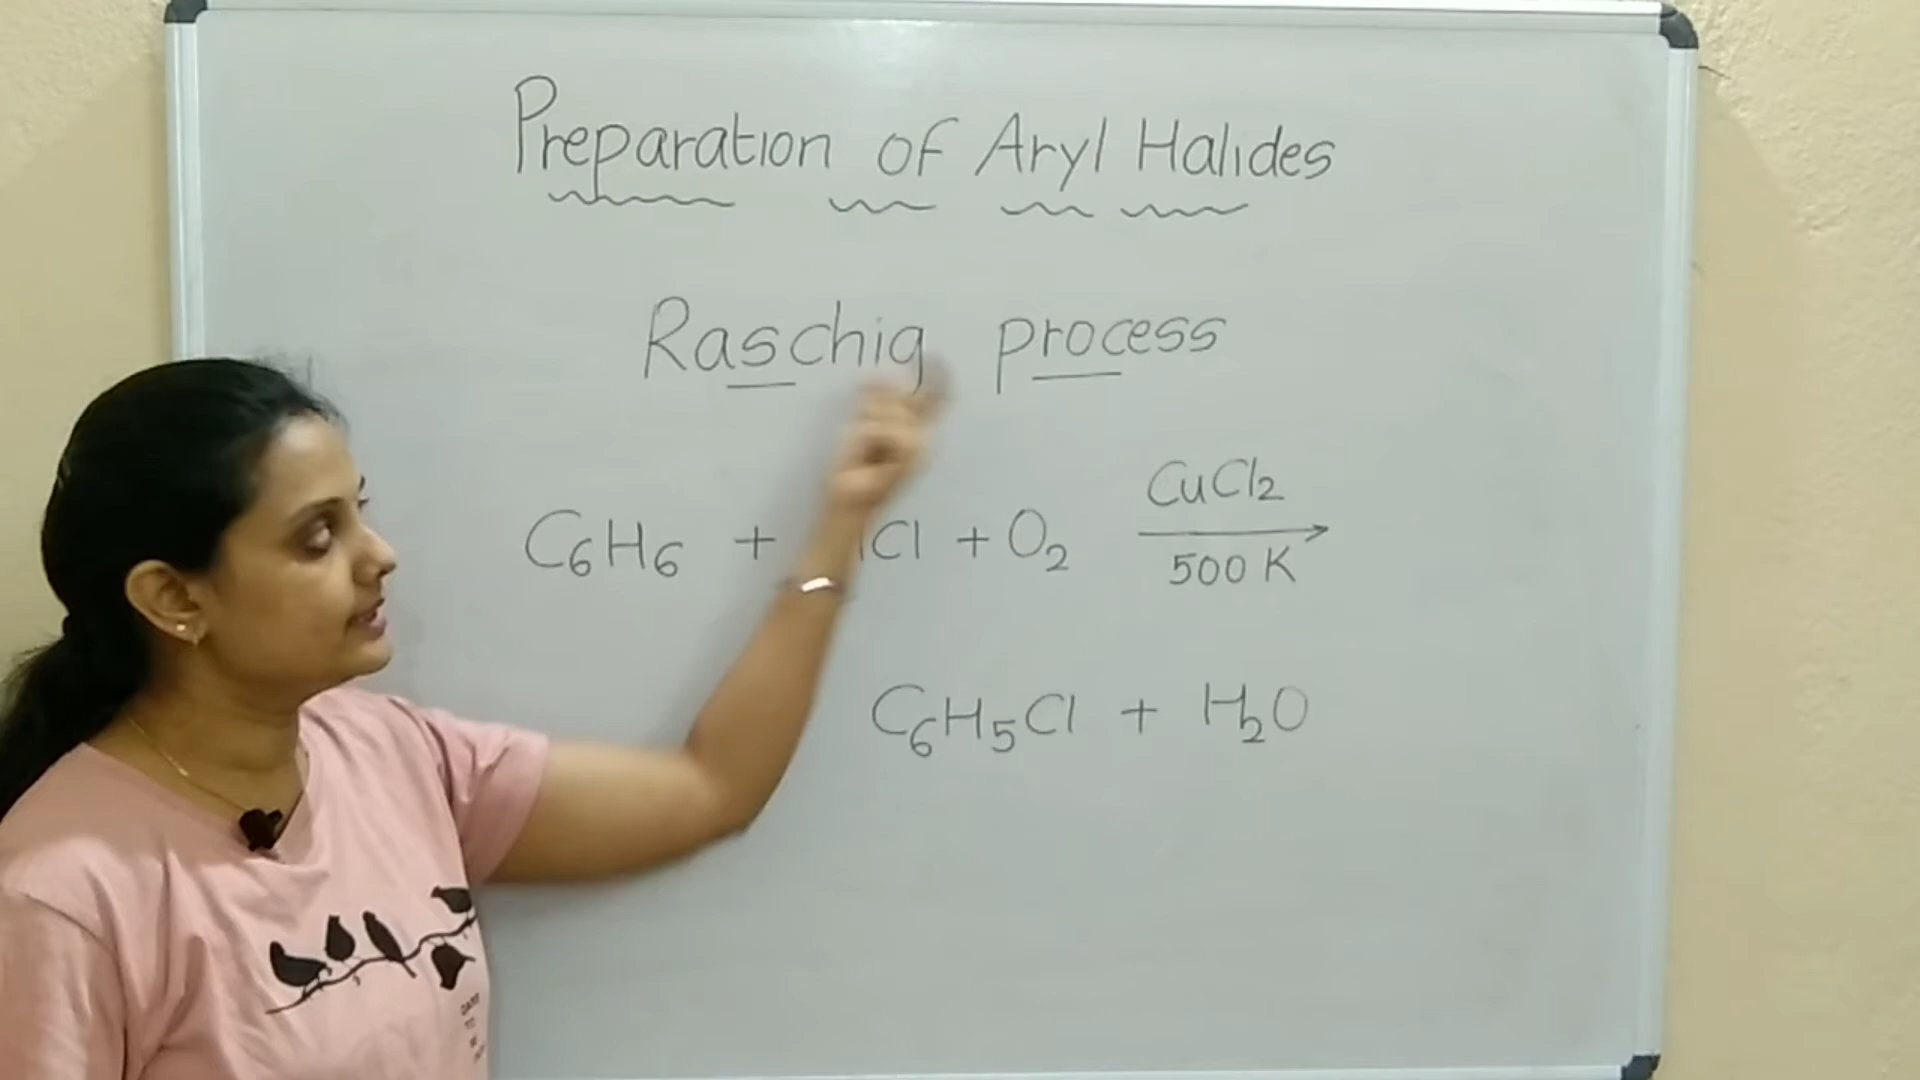 Preparation of Aryl Halides
Raschig process
CuCl2
C6H6 + Cl + O2
500 K
C6H5Cl + H2O